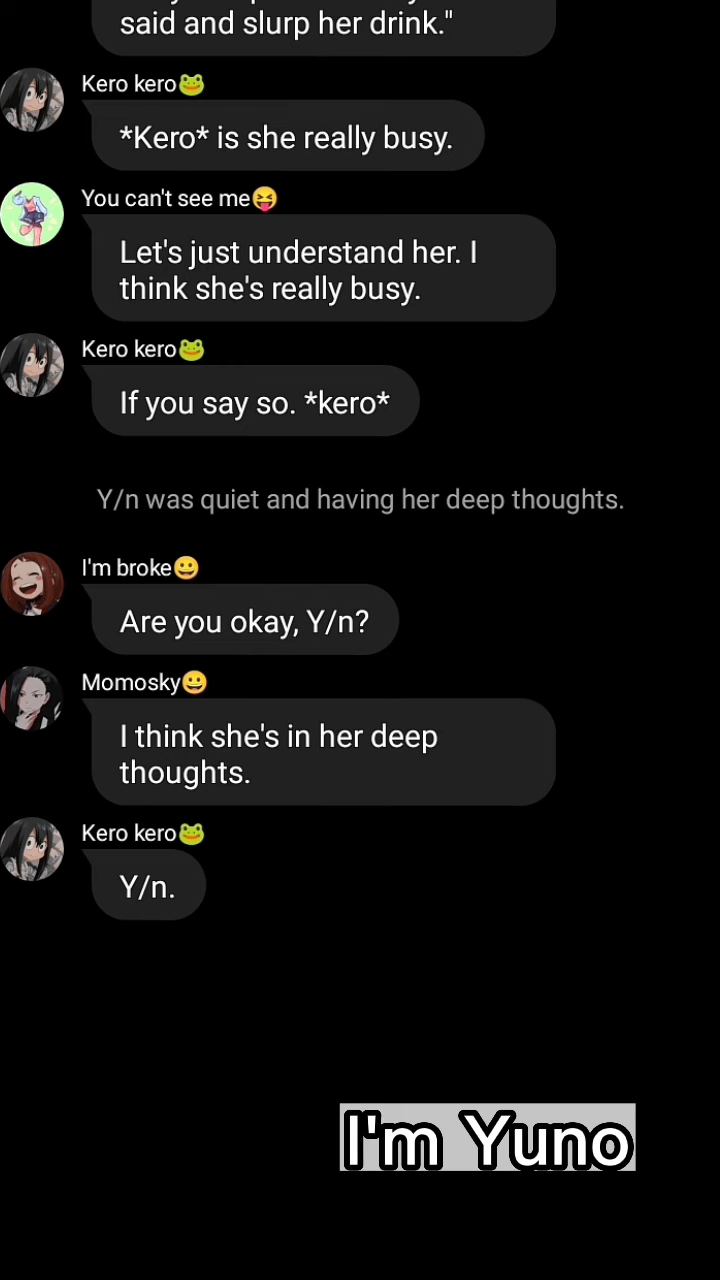 said and slurp her drink."
Kero kero🐸
*Kero* is she really busy.
You can't see me😝
Let's just understand her. I
think she's really busy.
Kero kero🐸
If you say so. *kero*
Y/n was quiet and having her deep thoughts.
I'm broke😀
Are you okay, Y/n?
Momosky😀
I think she's in her deep
thoughts.
Kero kero🐸
Y/n.
I'm Yuno